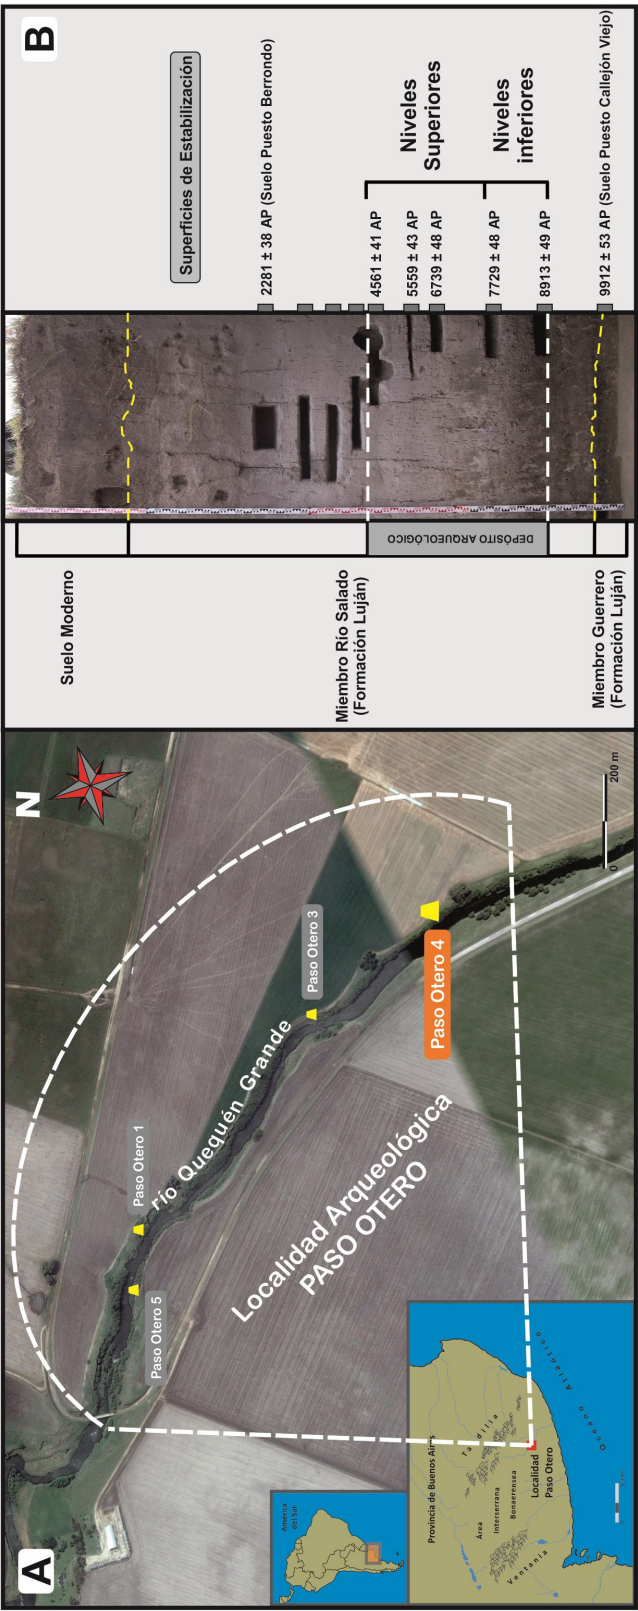 A
N
Paso Otero 5
Paso Otero 1
Río Quequén Grande
Paso Otero 3
Paso Otero 4
Localidad Arqueológica
PASO OTERO
0
200 m
América
del Sur
Provincia de Buenos Aires
Tandilia
Área
Interserrana
Bonaerensea
Ventania
Localidad
Paso Otero
Océano Atlántico
B
Suelo Moderno
Miembro Río Salado
(Formación Luján)
Miembro Guerrero
(Formación Luján)
DEPÓSITO ARQUEOLÓGICO
Superficies de Estabilización
2281 ± 38 AP (Suelo Puesto Berrondo)
4561 ± 41 AP
5559 ± 43 AP
6739 ± 48 AP
7729 ± 48 AP
8913 ± 49 AP
9912 ± 53 AP (Suelo Puesto Callejón Viejo)
Niveles
Superiores
Niveles
inferiores